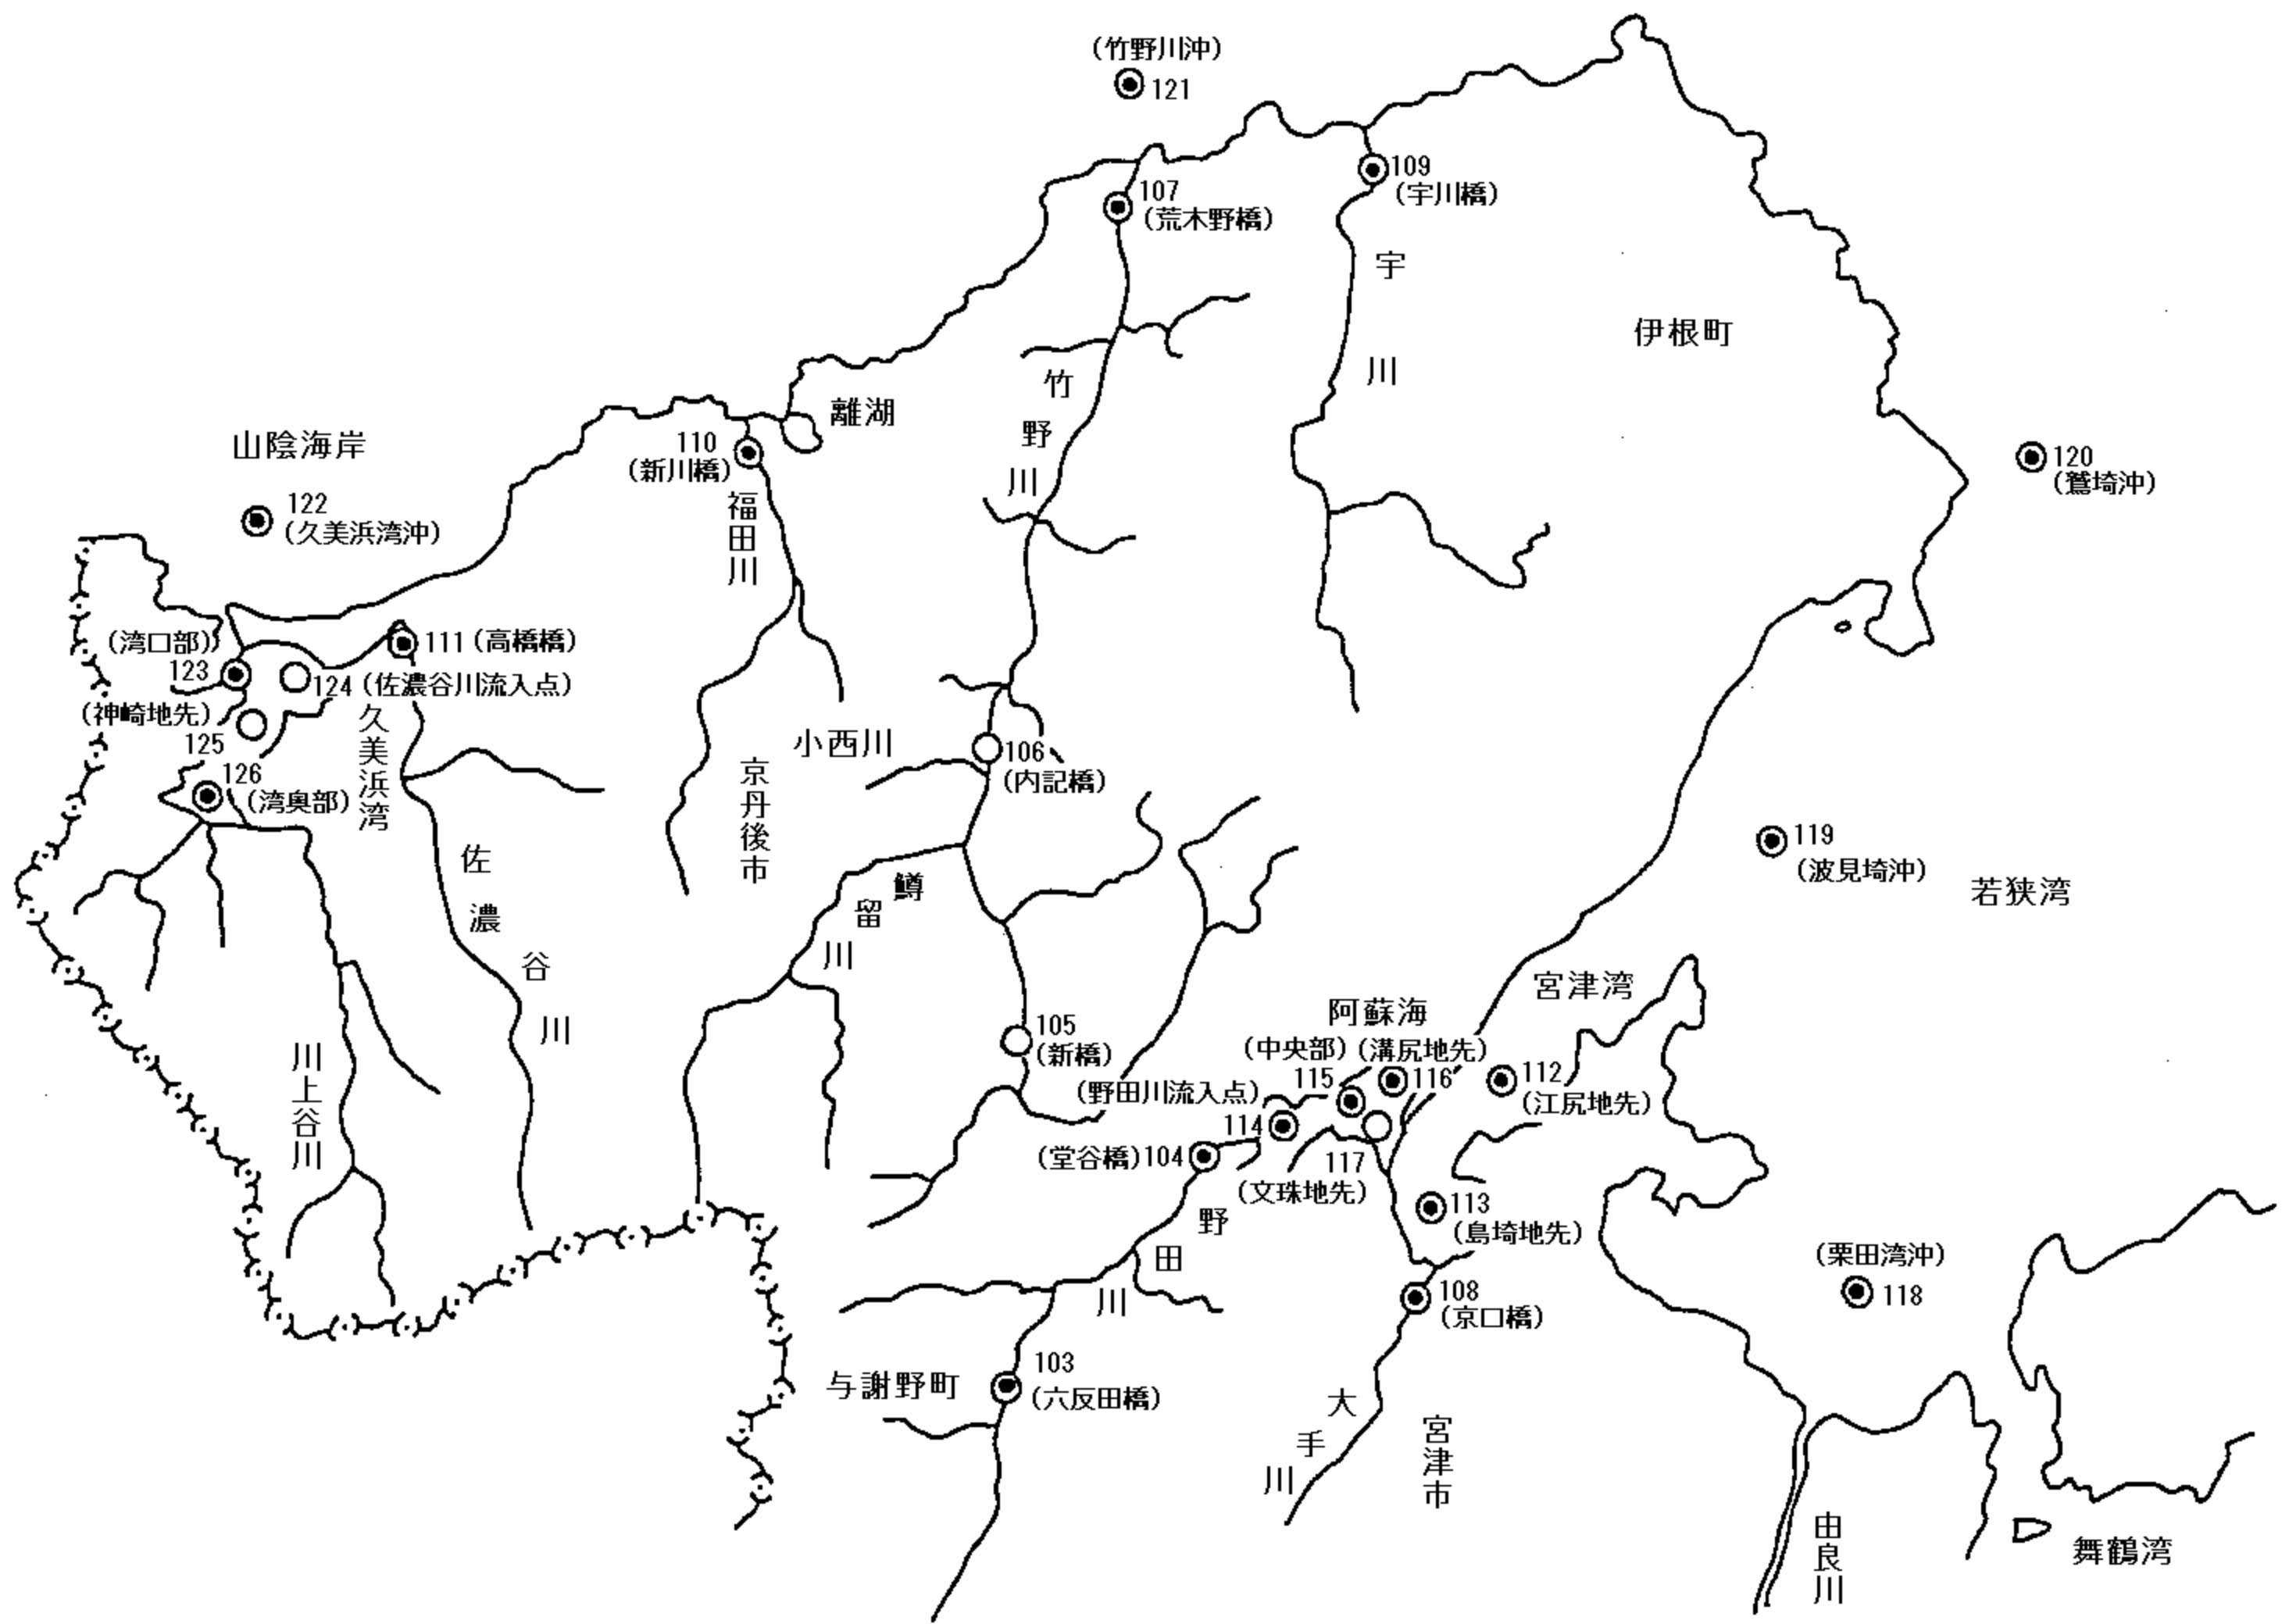 (竹野川沖)
121
109
(宇川橋)
107
(荒木野橋)
宇川
伊根町
竹野川
離湖
山陰海岸
110
(新川橋)
120
(鷲埼沖)
122
(久美浜湾沖)
福田川
(湾口部)
111 (高橋橋)
123
124 (佐濃谷川流入点)
(神崎地先)
125
久美浜湾
小西川
106
(内記橋)
126
(湾奥部)
京丹後市
119
(波見埼沖)
若狭湾
佐濃谷川
鱒留川
宮津湾
阿蘇海
105
(新橋)
(中央部)
(溝尻地先)
115
116
112
(江尻地先)
(野田川流入点)
114
川上谷川
(堂谷橋)104
117
(文珠地先)
113
(島埼地先)
野田川
(栗田湾沖)
118
108
(京口橋)
103
(六反田橋)
与謝野町
大手川
宮津市
由良川
舞鶴湾